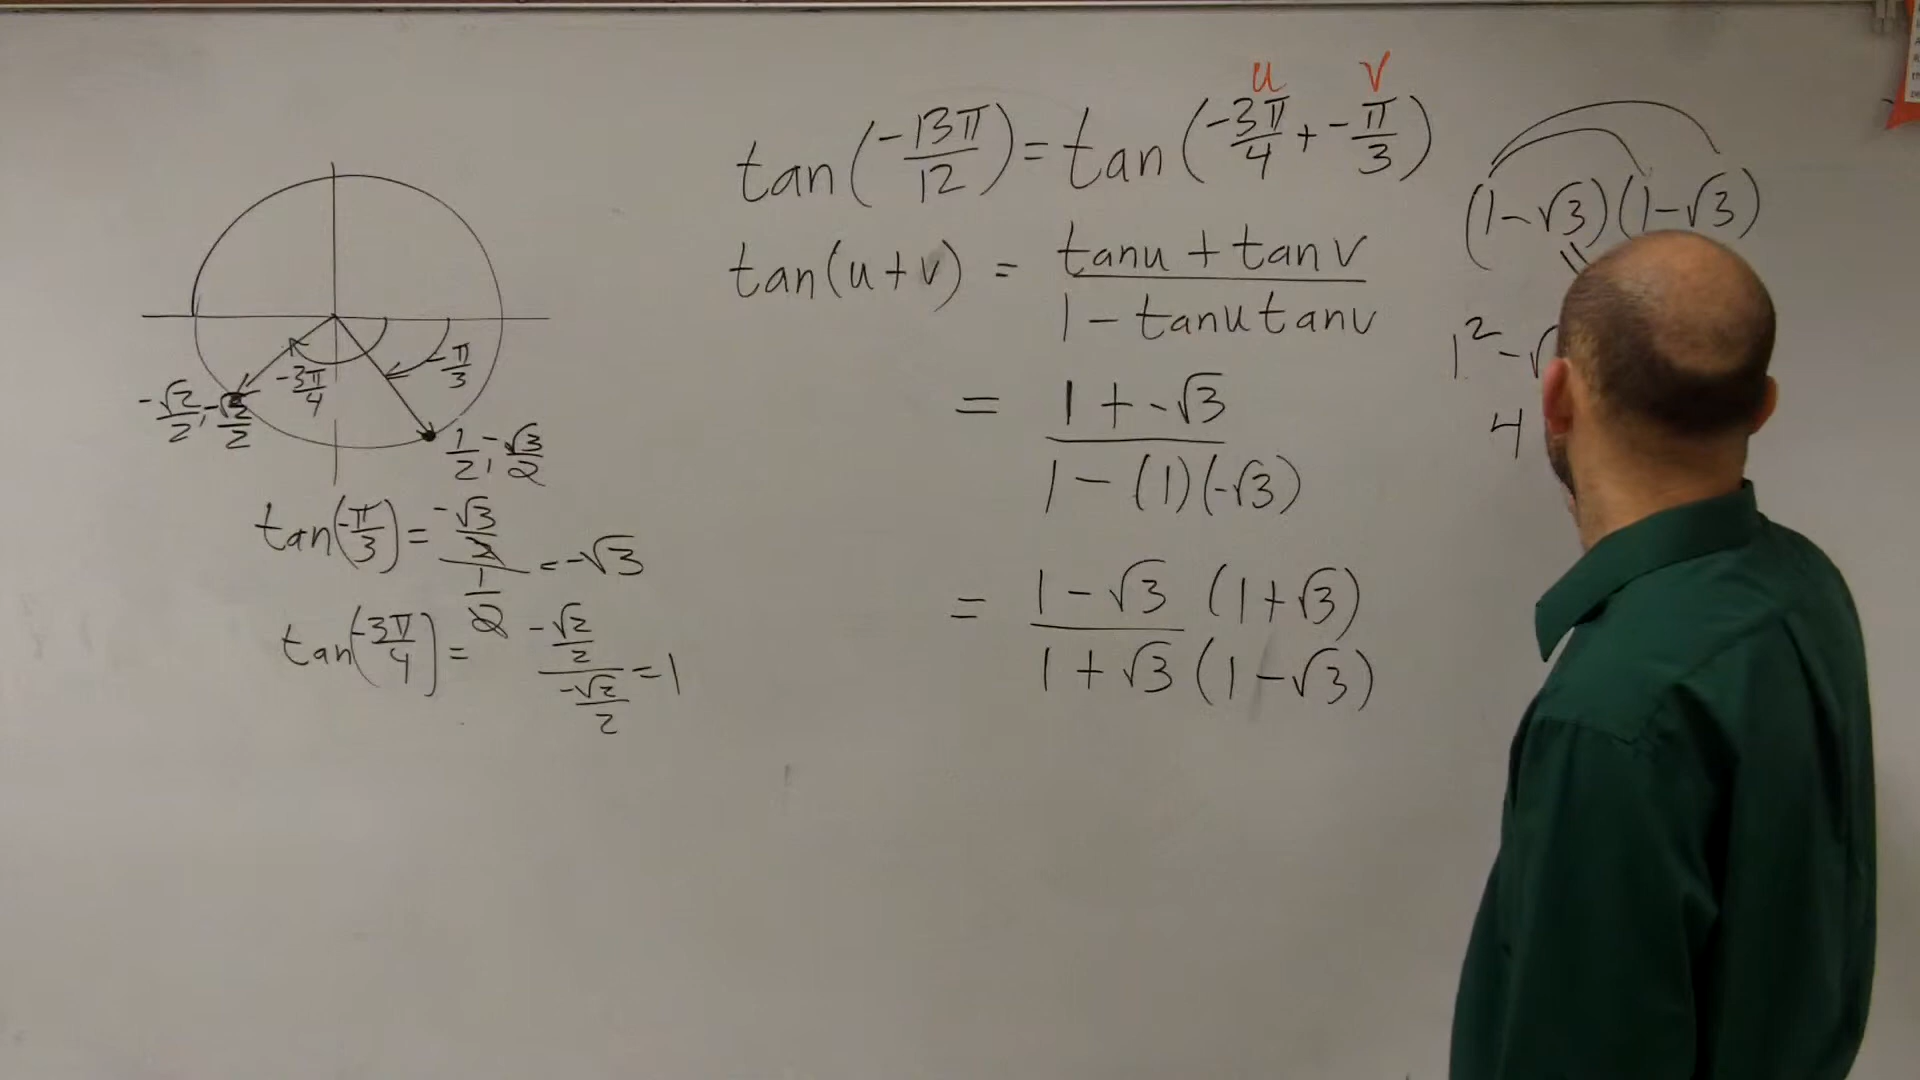 u v
tan(-13π/12) = tan(-3π/4 + -π/3)
tan(u+v) = tanu + tanv / 1 - tanutanv
= 1 + -√3 / 1 - (1)(-√3)
= 1 - √3 (1+√3) / 1 + √3 (1-√3)
(1-√3)(1-√3)
1² - √
4
-π/3
-3π/4
-√2/2, -√2/2
1/2, -√3/2
tan(-π/3) = -√3/2 / 1/2 = -√3
tan(-3π/4) = -√2/2 / -√2/2 = 1